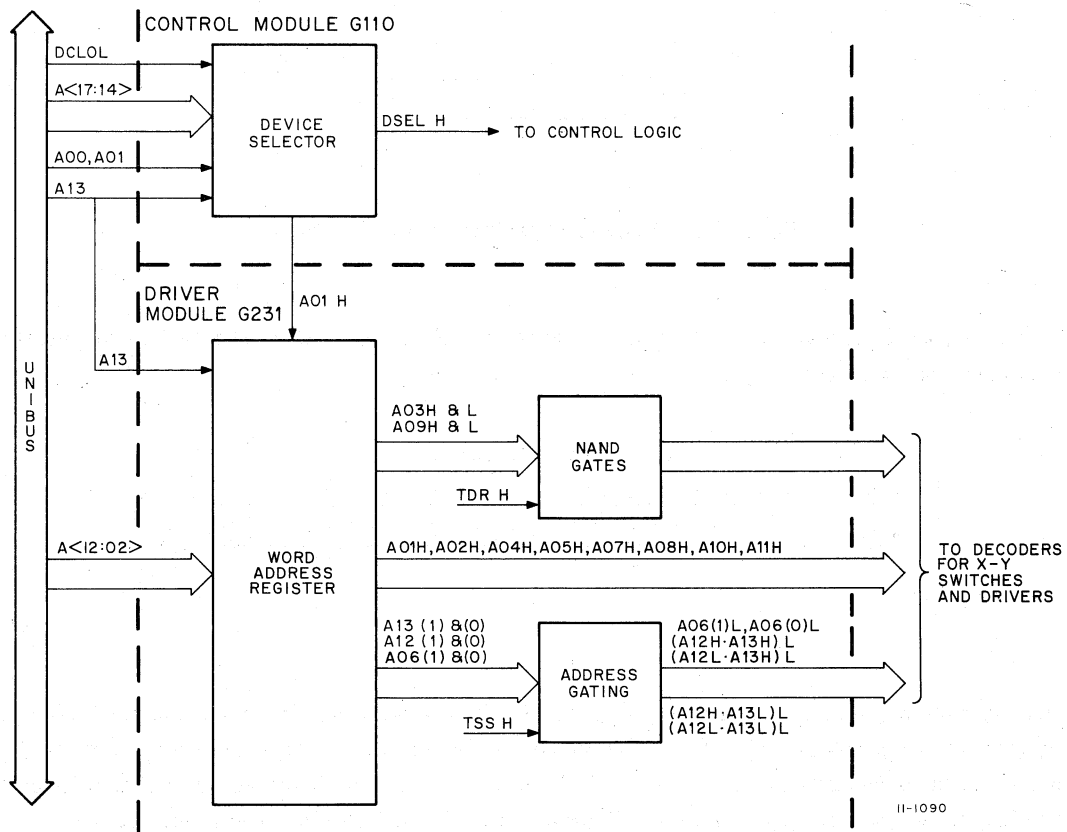 CONTROL MODULE G110
DCLOL
A<17:14>
DEVICE
SELECTOR
DSEL H
TO CONTROL LOGIC
A00,A01
A13
DRIVER
MODULE G231
A01 H
A13
UNIBUS
A03H & L
A09H & L
NAND
GATES
TDR H
A<12:02>
WORD
ADDRESS
REGISTER
A01H,A02H,A04H,A05H,A07H,A08H,A10H,A11H
TO DECODERS
FOR X-Y
SWITCHES
AND DRIVERS
A13 (1) &(0)
A12 (1) &(0)
A06(1) &(0)
A06(1)L,A06(0)L
(A12H·A13H) L
(A12L·A13H) L
ADDRESS
GATING
TSS H
(A12H·A13L)L
(A12L·A13L)L
11-1090